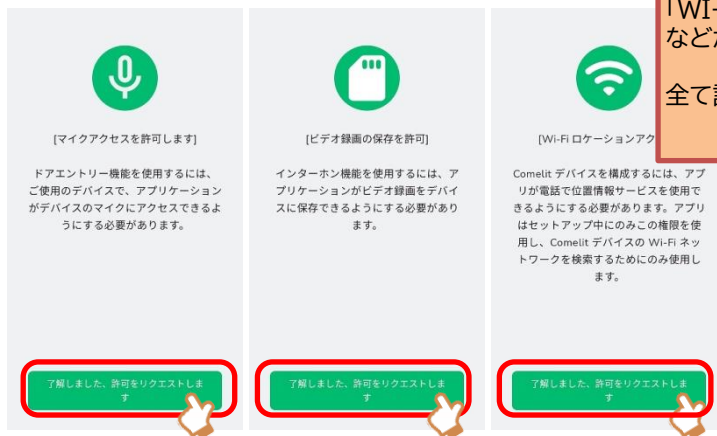 「WI-
など
全て
[マイクアクセスを許可します]
ドアエントリー機能を使用するには、
ご使用のデバイスで、アプリケーション
がデバイスのマイクにアクセスできるよ
うにする必要があります。
了解しました、許可をリクエストしま
す
[ビデオ録画の保存を許可]
インターホン機能を使用するには、ア
プリケーションがビデオ録画をデバイ
スに保存できるようにする必要があり
ます。
了解しました、許可をリクエストしま
す
[Wi-Fi ロケーションアク
Comelit デバイスを構成するには、アプ
リが電話で位置情報サービスを使用で
きるようにする必要があります。アプリ
はセットアップ中にのみこの権限を使
用し、Comelit デバイスの Wi-Fi ネッ
トワークを検索するためにのみ使用し
ます。
了解しました、許可をリクエストしま
す